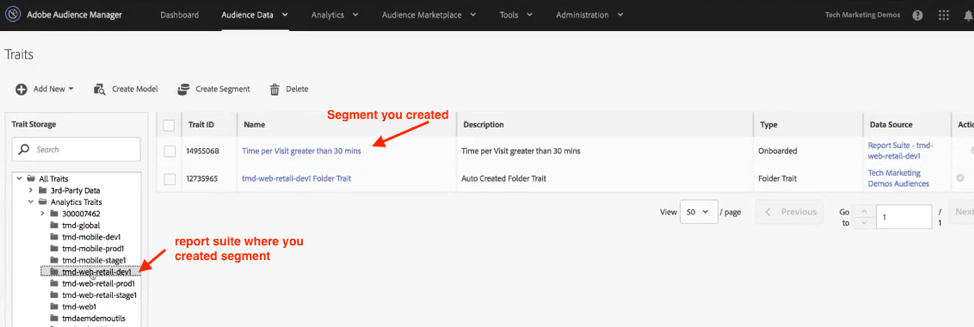 Adobe Audience Manager Dashboard Audience Data Analytics Audience Marketplace Tools Administration Tech Marketing Demos
Traits
Add New Create Model Create Segment Delete
Segment you created
Trait Storage
Search
All Traits
3rd-Party Data
Analytics Traits
300007462
tmd-global
tmd-mobile-dev1
tmd-mobile-prod1
tmd-mobile-stage1
tmd-web-retail-dev1
tmd-web-retail-prod1
tmd-web-retail-stage1
tmd-web1
tmdaemdemoutils
report suite where you
created segment
Trait ID Name Description Type Data Source
14955068 Time per Visit greater than 30 mins Time per Visit greater than 30 mins Onboarded Report Suite - tmd-
web-retail-dev1
12735965 tmd-web-retail-dev1 Folder Trait Auto Created Folder Trait Folder Trait Tech Marketing
Demos Audiences
View 50 / page Previous Go
to 1 /
1 Next